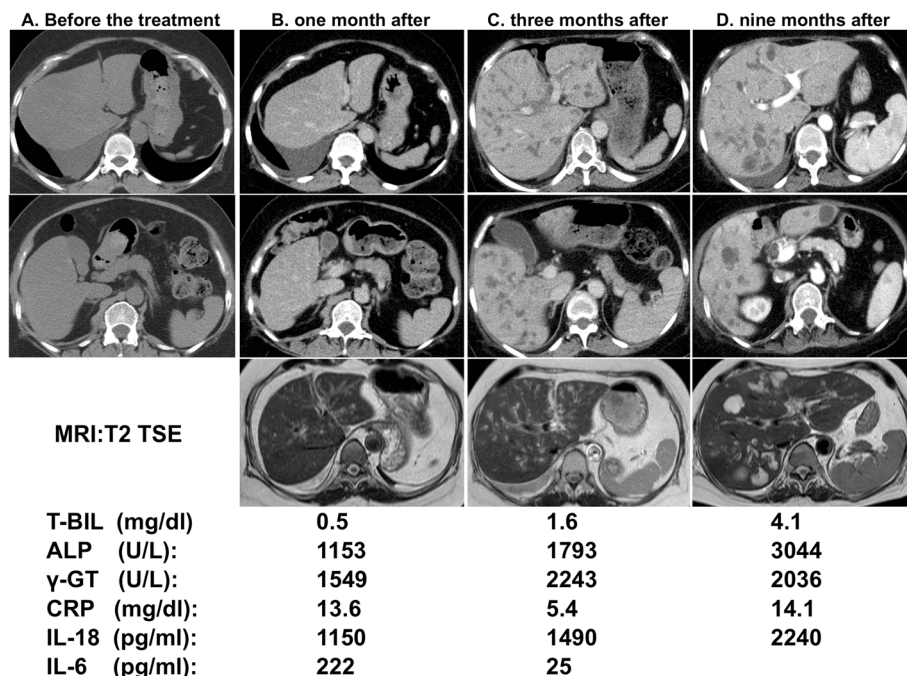 A. Before the treatment B. one month after C. three months after D. nine months after
MRI:T2 TSE
T-BIL (mg/dl) 0.5 1.6 4.1
ALP (U/L): 1153 1793 3044
γ-GT (U/L): 1549 2243 2036
CRP (mg/dl): 13.6 5.4 14.1
IL-18 (pg/ml): 1150 1490 2240
IL-6 (pg/ml): 222 25